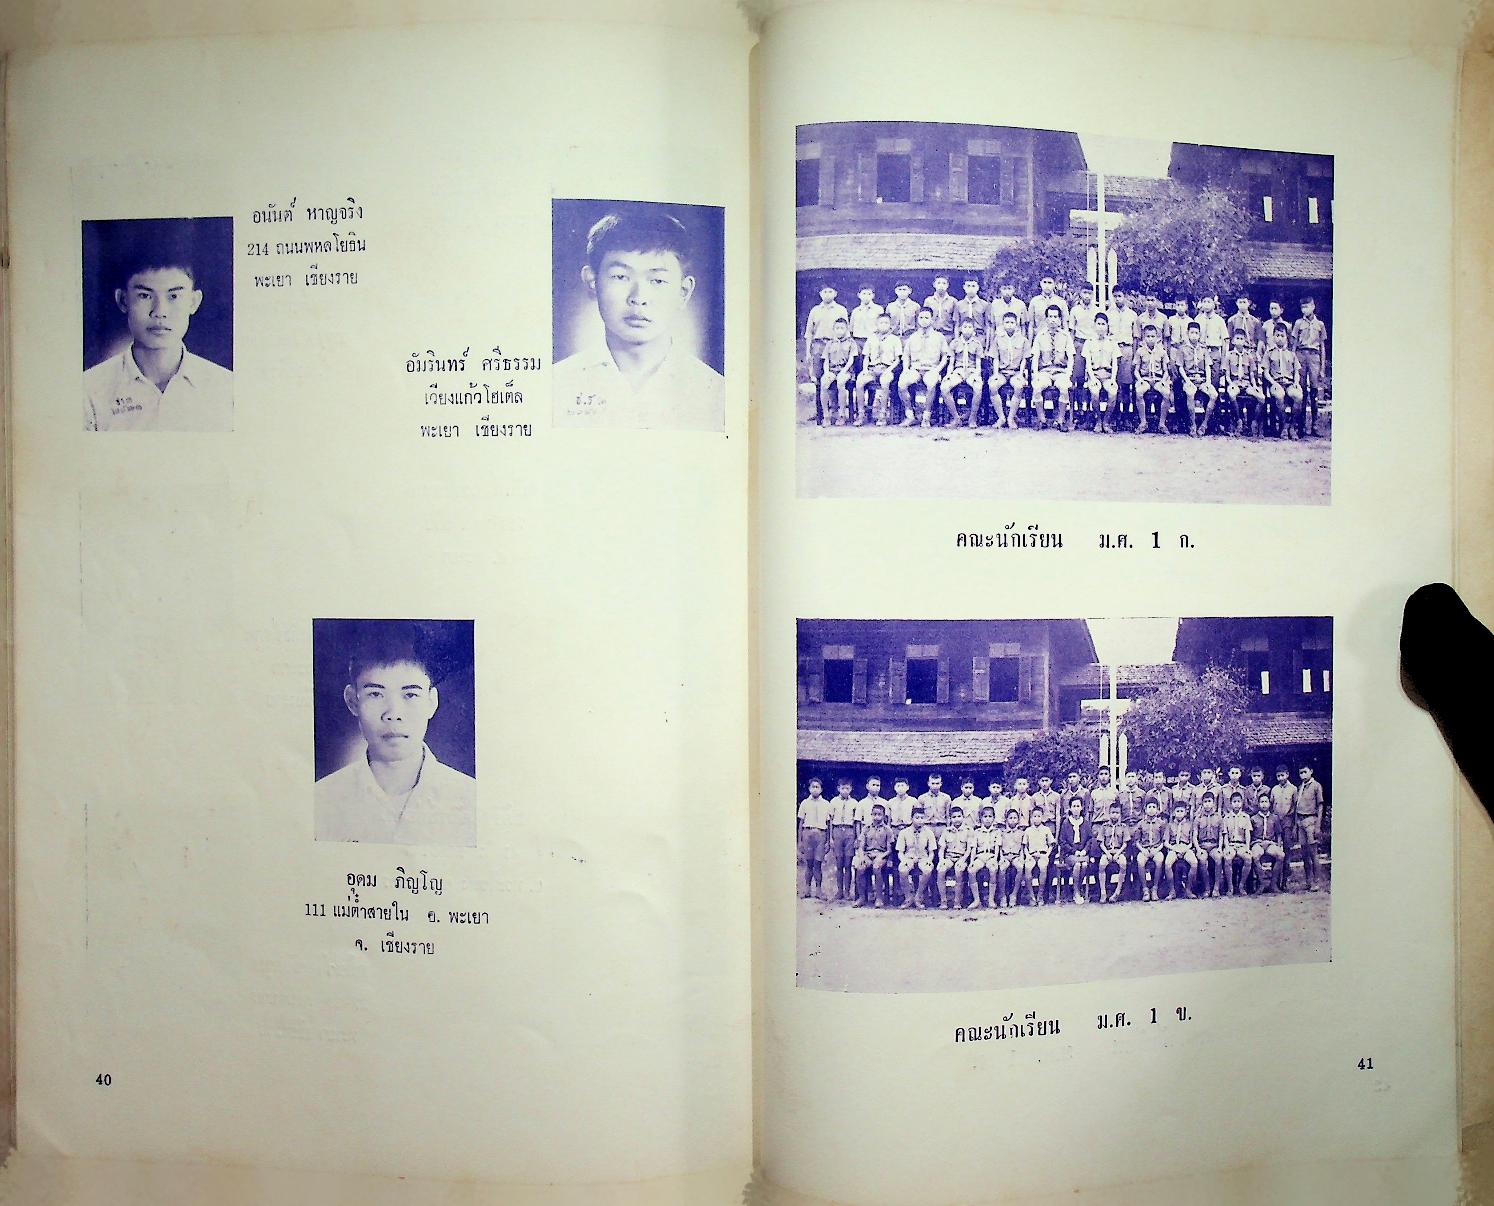 อนันต์ หาญจริง
214 ถนนพหลโยธิน
พะเยา เชียงราย
อัมรินทร์ ศรีธรรม
เวียงแก้วโฮเต็ล
พะเยา เชียงราย
อุดม ภิญโญ
111 แม่ต๋ำสายใน อ. พะเยา
จ. เชียงราย
40
คณะนักเรียน ม.ศ. 1 ก.
คณะนักเรียน ม.ศ. 1 ข.
41